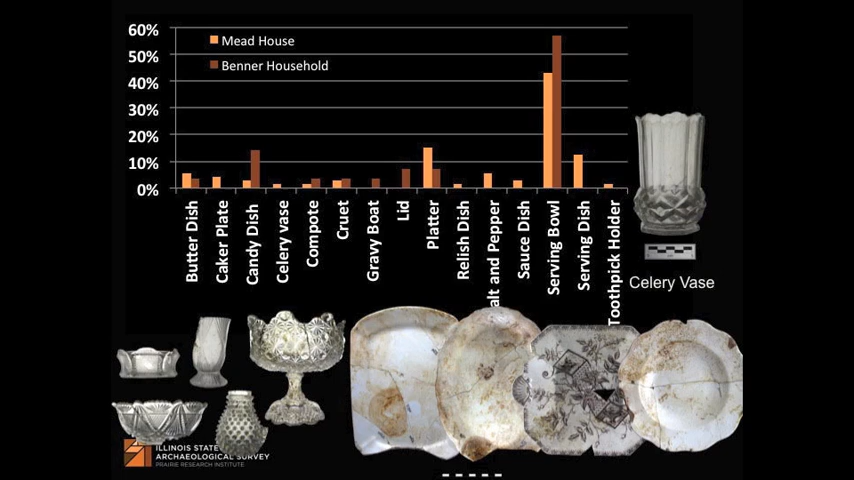 60%
50%
40%
30%
20%
10%
0%
Mead House
Benner Household
Butter Dish
Caker Plate
Candy Dish
Celery vase
Compote
Cruet
Gravy Boat
Lid
Platter
Relish Dish
alt and Pepper
Sauce Dish
Serving Bowl
Serving Dish
Toothpick Holder
Celery Vase
ILLINOIS STATE
ARCHAEOLOGICAL SURVEY
PRAIRIE RESEARCH INSTITUTE